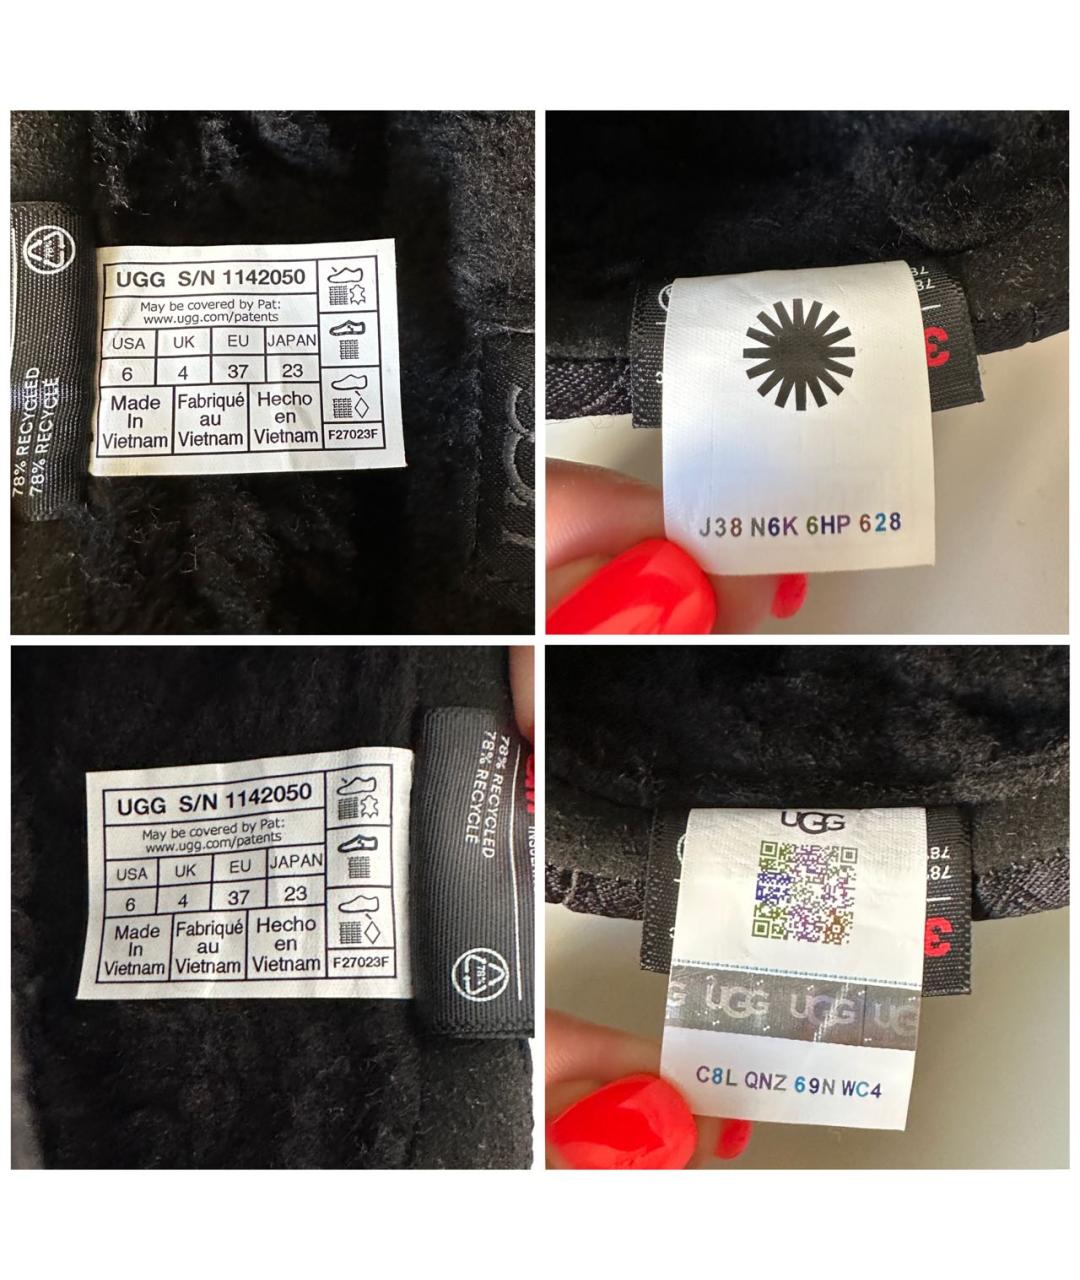 78% RECYCLED
78% RECYCLÉ
UGG S/N 1142050
May be covered by Pat:
www.ugg.com/patents
USA UK EU JAPAN
6 4 37 23
Made In Vietnam
Fabriqué au Vietnam
Hecho en Vietnam
F27023F
J38 N6K 6HP 628
UGG S/N 1142050
May be covered by Pat:
www.ugg.com/patents
USA UK EU JAPAN
6 4 37 23
Made In Vietnam
Fabriqué au Vietnam
Hecho en Vietnam
F27023F
78% RECYCLED
78% RECYCLÉ
UGG
UGG UGG
C8L QNZ 69N WC4